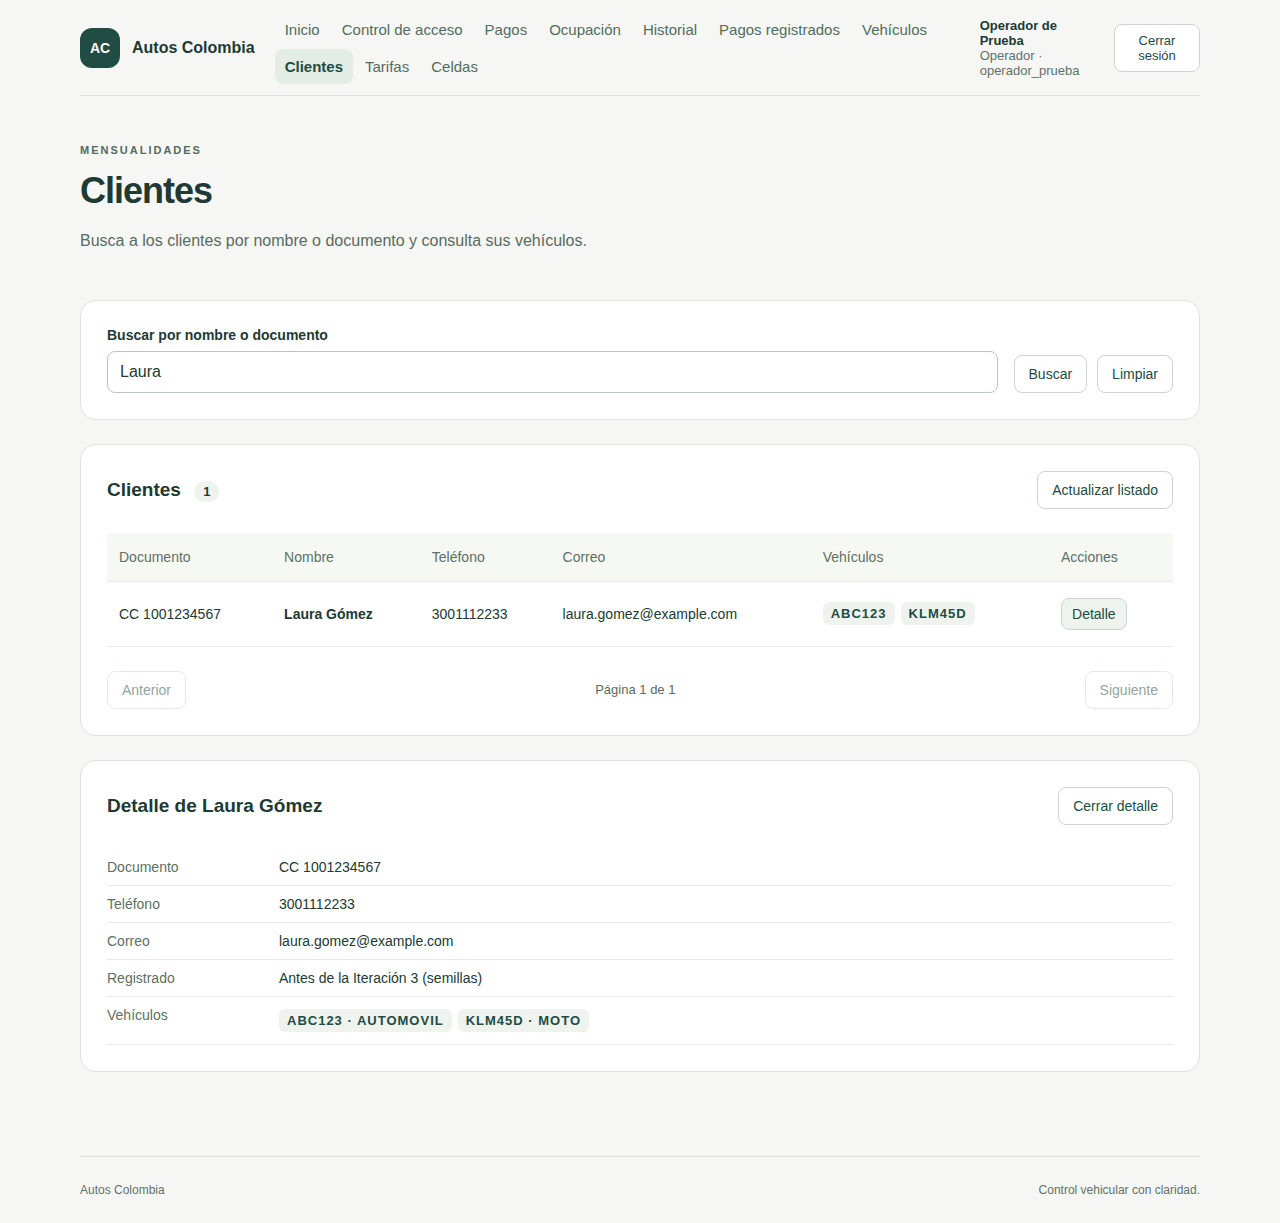 AC
Autos Colombia
Inicio Control de acceso Pagos Ocupación Historial Pagos registrados Vehículos
Clientes Tarifas Celdas
Operador de
Prueba
Operador ·
operador_prueba
Cerrar
sesión
MENSUALIDADES
Clientes
Busca a los clientes por nombre o documento y consulta sus vehículos.
Buscar por nombre o documento
Laura Buscar Limpiar
Clientes 1 Actualizar listado
Documento Nombre Teléfono Correo Vehículos Acciones
CC 1001234567 Laura Gómez 3001112233 laura.gomez@example.com ABC123 KLM45D Detalle
Anterior Página 1 de 1 Siguiente
Detalle de Laura Gómez Cerrar detalle
Documento CC 1001234567
Teléfono 3001112233
Correo laura.gomez@example.com
Registrado Antes de la Iteración 3 (semillas)
Vehículos ABC123 · AUTOMOVIL KLM45D · MOTO
Autos Colombia Control vehicular con claridad.